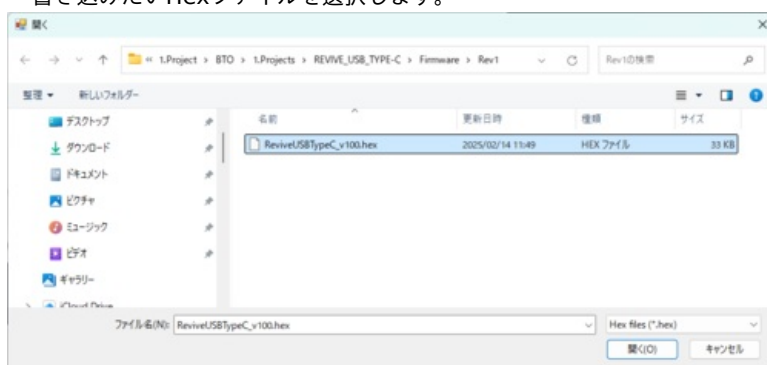 書き込みたいHexファイルを選択します。
開く
« 1.Project > BTO > 1.Projects > REVIVE_USB_TYPE-C > Firmware > Rev1
Rev1の検索
整理 新しいフォルダー
名前 更新日時 種類 サイズ
ReviveUSBTypeC_v100.hex 2025/02/14 11:49 HEX ファイル 33 KB
デスクトップ
ダウンロード
ドキュメント
ピクチャ
ミュージック
ビデオ
ギャラリー
iCloud Drive
ファイル名(N): ReviveUSBTypeC_v100.hex Hex files (*.hex)
開く(O) キャンセル